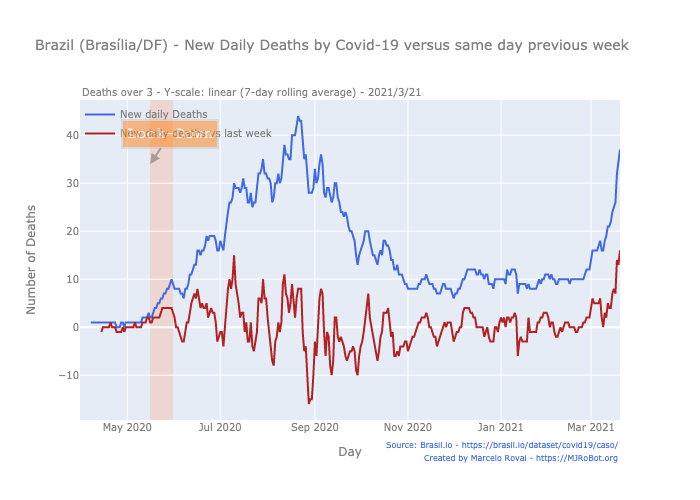 Brazil (Brasília/DF) - New Daily Deaths by Covid-19 versus same day previous week
Deaths over 3 - Y-scale: linear (7-day rolling average) - 2021/3/21
New daily Deaths
New daily deaths vs last week
40
30
20
10
0
−10
Number of Deaths
May 2020
Jul 2020
Sep 2020
Nov 2020
Jan 2021
Mar 2021
Day
Source: Brasil.io - https://brasil.io/dataset/covid19/caso/
Created by Marcelo Rovai - https://MJRoBot.org